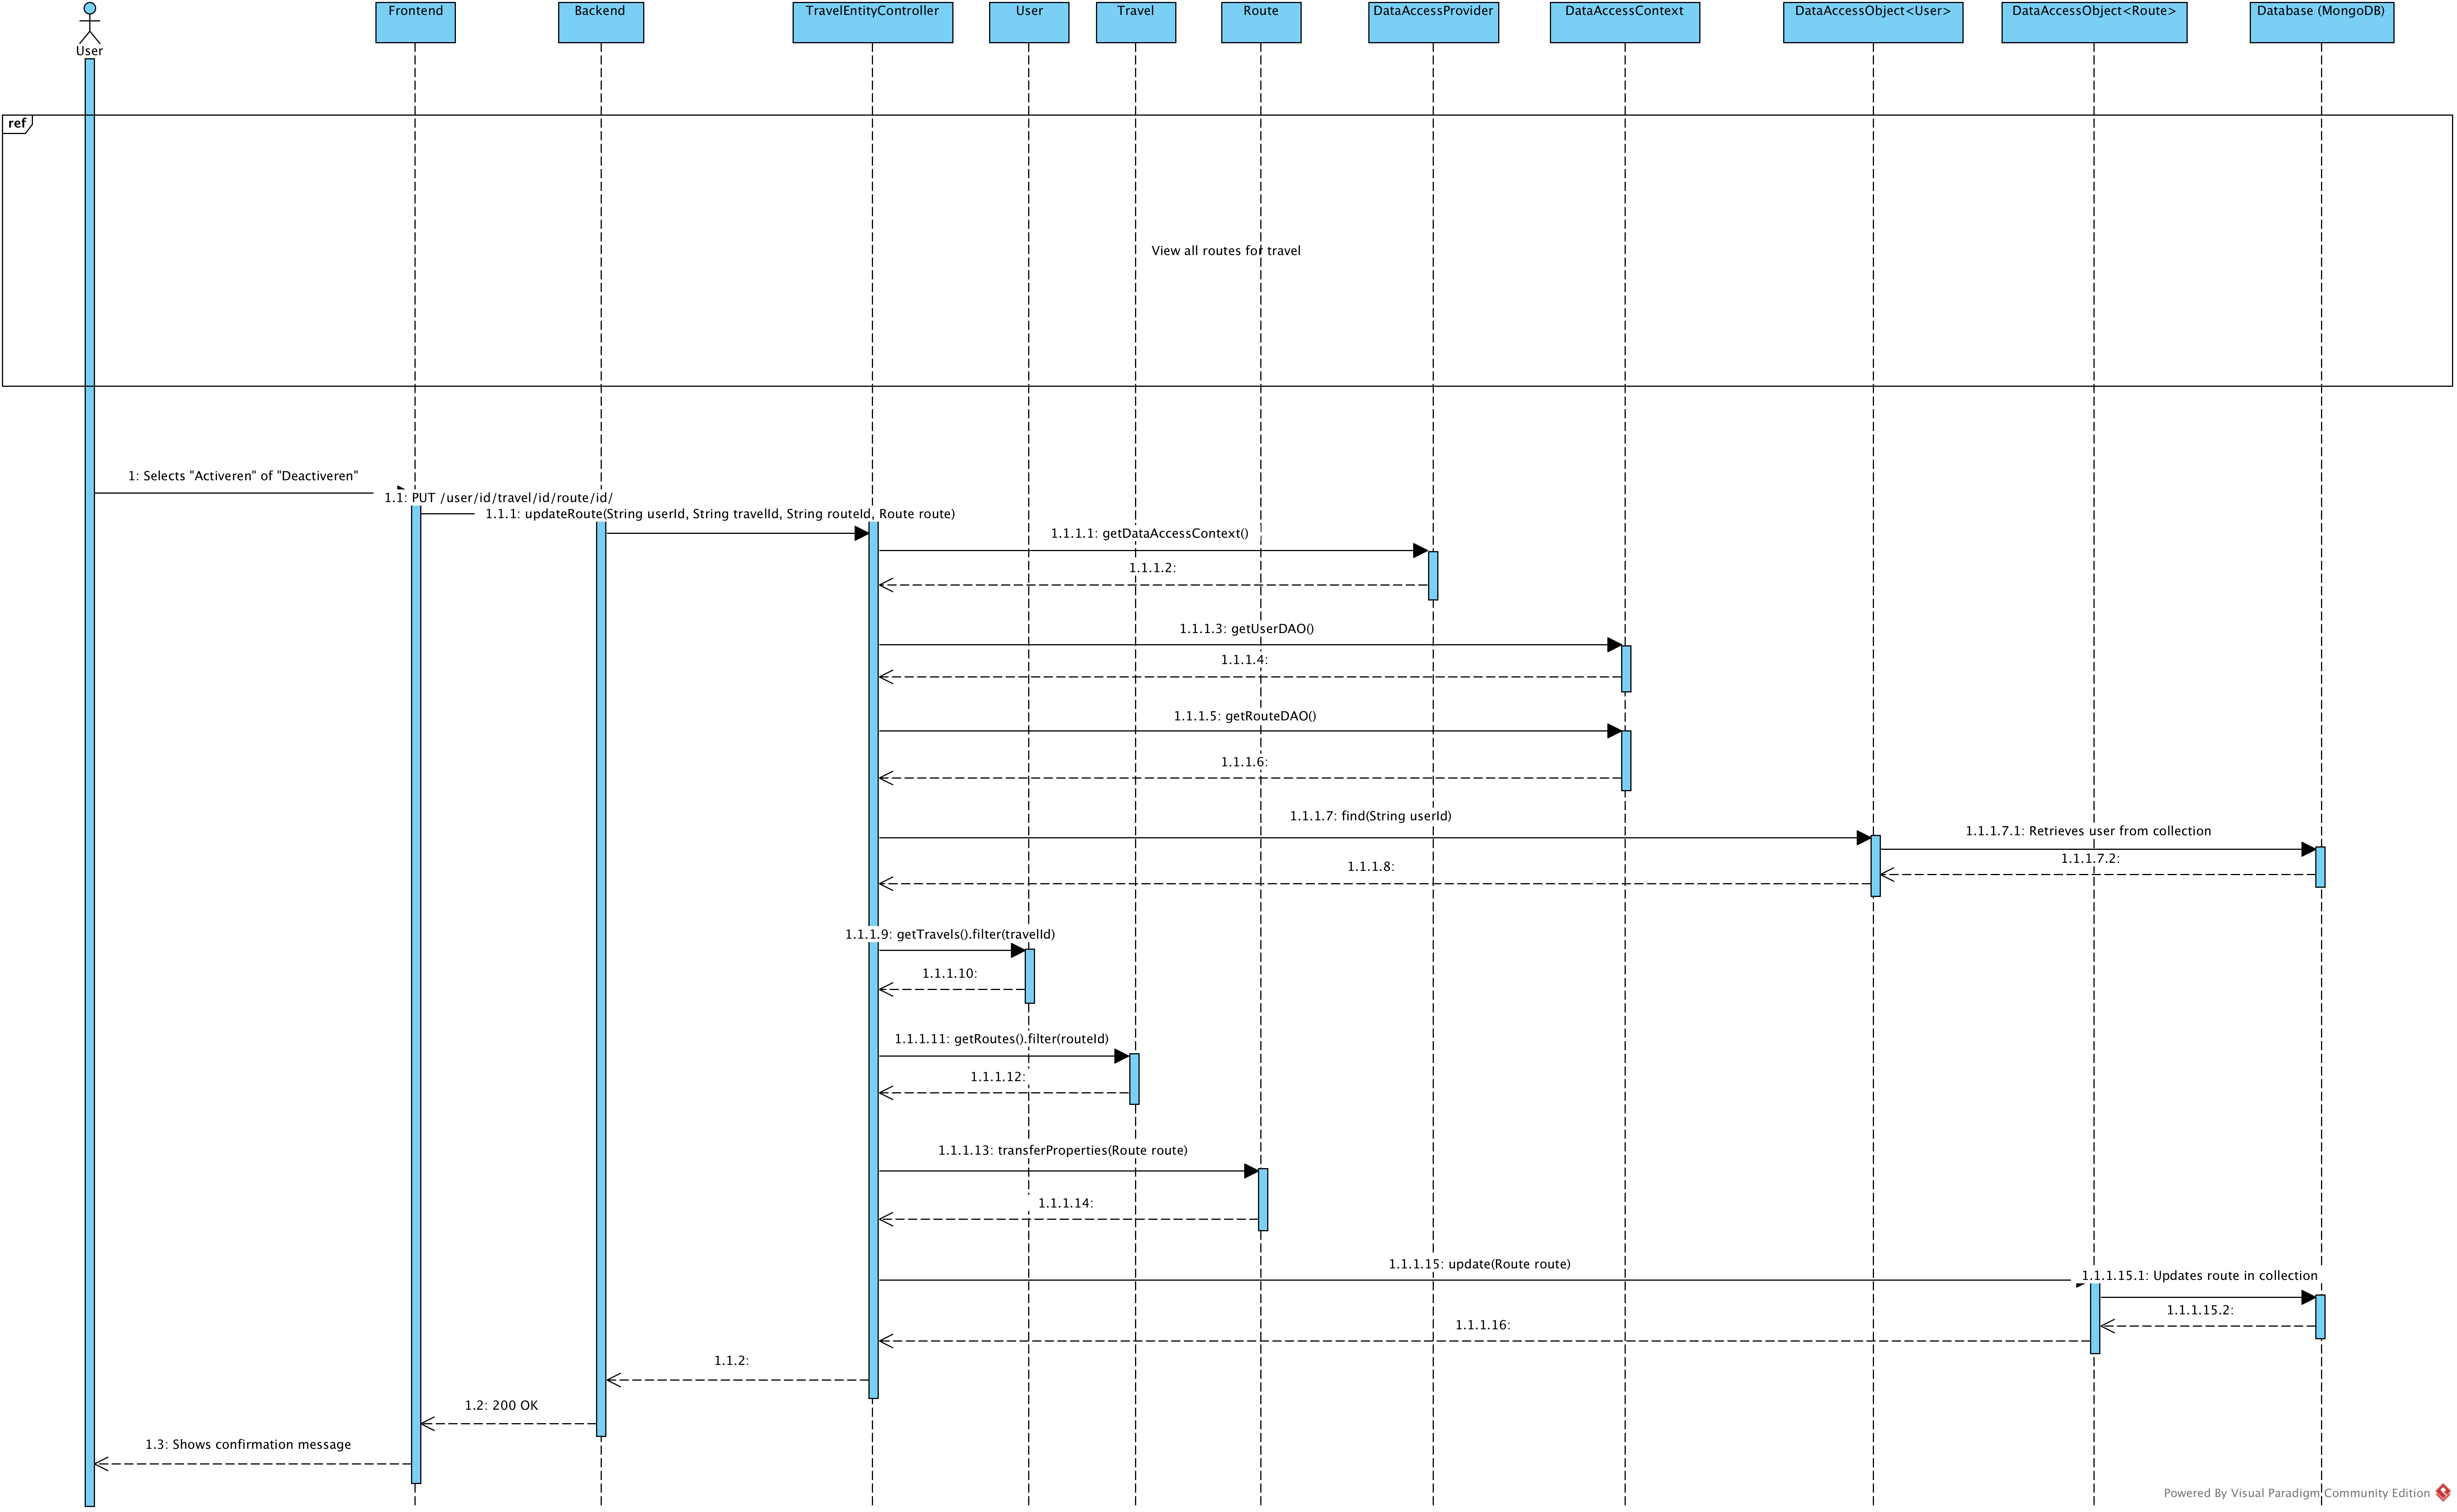 User
Frontend
Backend
TravelEntityController
User
Travel
Route
DataAccessProvider
DataAccessContext
DataAccessObject<User>
DataAccessObject<Route>
Database (MongoDB)
ref
View all routes for travel
1: Selects "Activeren" of "Deactiveren"
1.1: PUT /user/id/travel/id/route/id/
1.1.1: updateRoute(String userId, String travelId, String routeId, Route route)
1.1.1.1: getDataAccessContext()
1.1.1.2:
1.1.1.3: getUserDAO()
1.1.1.4:
1.1.1.5: getRouteDAO()
1.1.1.6:
1.1.1.7: find(String userId)
1.1.1.7.1: Retrieves user from collection
1.1.1.7.2:
1.1.1.8:
1.1.1.9: getTravels().filter(travelId)
1.1.1.10:
1.1.1.11: getRoutes().filter(routeId)
1.1.1.12:
1.1.1.13: transferProperties(Route route)
1.1.1.14:
1.1.1.15: update(Route route)
1.1.1.15.1: Updates route in collection
1.1.1.15.2:
1.1.1.16:
1.1.2:
1.2: 200 OK
1.3: Shows confirmation message
Powered By Visual Paradigm Community Edition